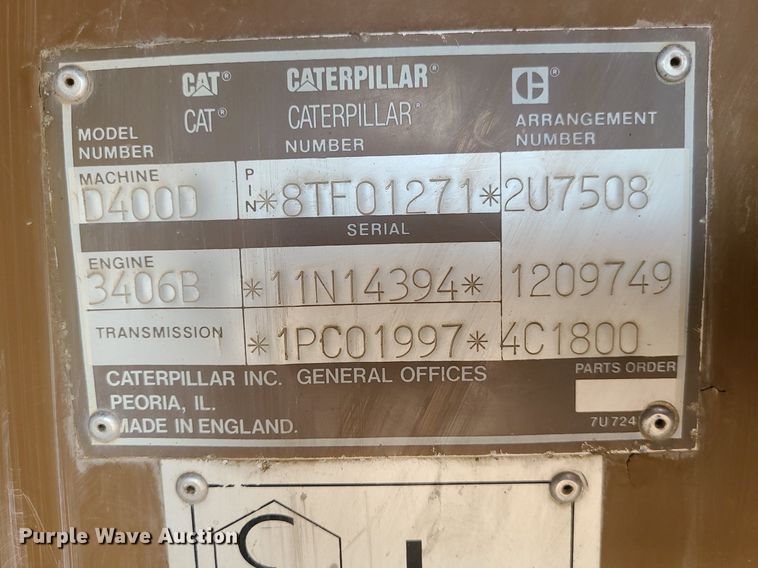 CAT® CATERPILLAR® C®
CAT® CATERPILLAR®
MODEL NUMBER NUMBER ARRANGEMENT NUMBER
MACHINE D400D PIN *8TF01271* 2U7508
SERIAL
ENGINE 3406B *11N14394* 1209749
TRANSMISSION *1PC01997* 4C1800
CATERPILLAR INC. GENERAL OFFICES PARTS ORDER
PEORIA, IL.
MADE IN ENGLAND. 7U724
Purple Wave Auction